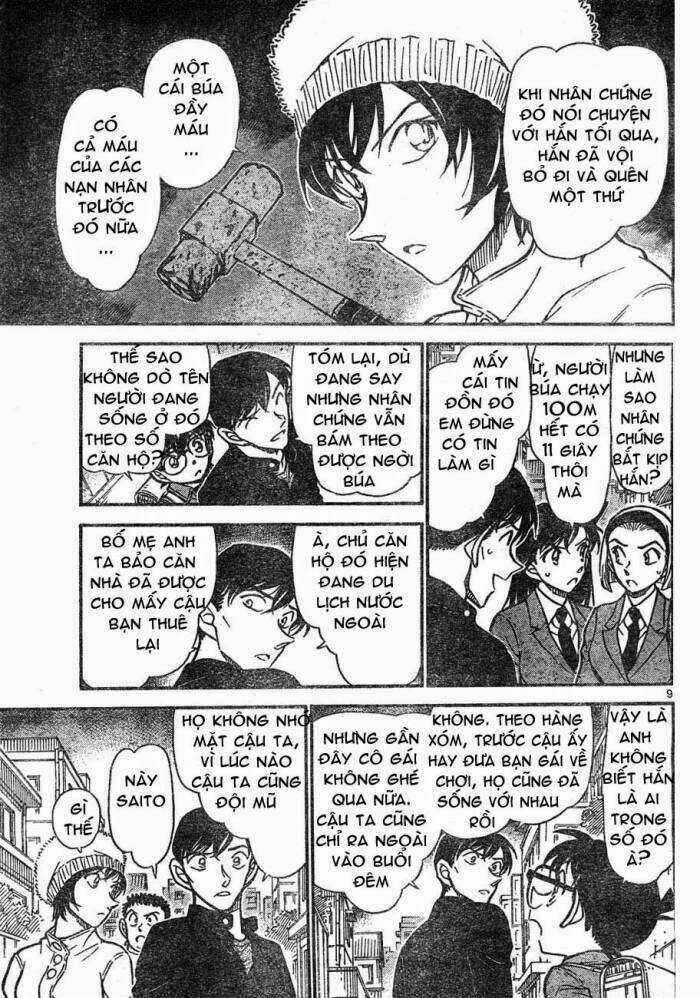 KHI NHÂN CHỨNG
ĐÓ NÓI CHUYỆN
VỚI HẮN TỐI QUA,
HẮN ĐÃ VỘI
BỎ ĐI VÀ QUÊN
MỘT THỨ
MỘT
CÁI BÚA
ĐẦY
MÁU
...
CÓ
CẢ MÁU
CỦA CÁC
NẠN NHÂN
TRƯỚC
ĐÓ NỮA
...
NHƯNG
LÀM
SAO
NHÂN
CHỨNG
BẮT KỊP
HẮN?
Ừ, NGƯỜI
BÚA CHẠY
100M
HẾT CÓ
11 GIÂY
THÔI
MÀ
MẤY
CÁI TIN
ĐỒN ĐÓ
EM ĐỪNG
CÓ TIN
LÀM GÌ
TÓM LẠI, DÙ
ĐANG SAY
NHƯNG NHÂN
CHỨNG VẪN
BÁM THEO
ĐƯỢC NGỜI
BÚA
THẾ SAO
KHÔNG DÒ TÊN
NGƯỜI ĐANG
SỐNG Ở ĐÓ
THEO SỐ
CĂN HỘ?
À, CHỦ CĂN
HỘ ĐÓ HIỆN
ĐANG DU
LỊCH NƯỚC
NGOÀI
BỐ MẸ ANH
TA BẢO CĂN
NHÀ ĐÃ ĐƯỢC
CHO MẤY CẬU
BẠN THUÊ
LẠI
9
VẬY LÀ
ANH
KHÔNG
BIẾT HẮN
LÀ AI
TRONG
SỐ ĐÓ
À?
KHÔNG. THEO HÀNG
XÓM, TRƯỚC CẬU ẤY
HAY ĐƯA BẠN GÁI VỀ
CHƠI, HỌ CŨNG ĐÃ
SỐNG VỚI NHAU
RỒI
NHƯNG GẦN
ĐÂY CÔ GÁI
KHÔNG GHÉ
QUA NỮA.
CẬU TA CŨNG
CHỈ RA NGOÀI
VÀO BUỔI
ĐÊM
HỌ KHÔNG NHỚ
MẶT CẬU TA,
VÌ LÚC NÀO
CẬU TA CŨNG
ĐỘI MŨ
NÀY
SAITO
GÌ
THẾ